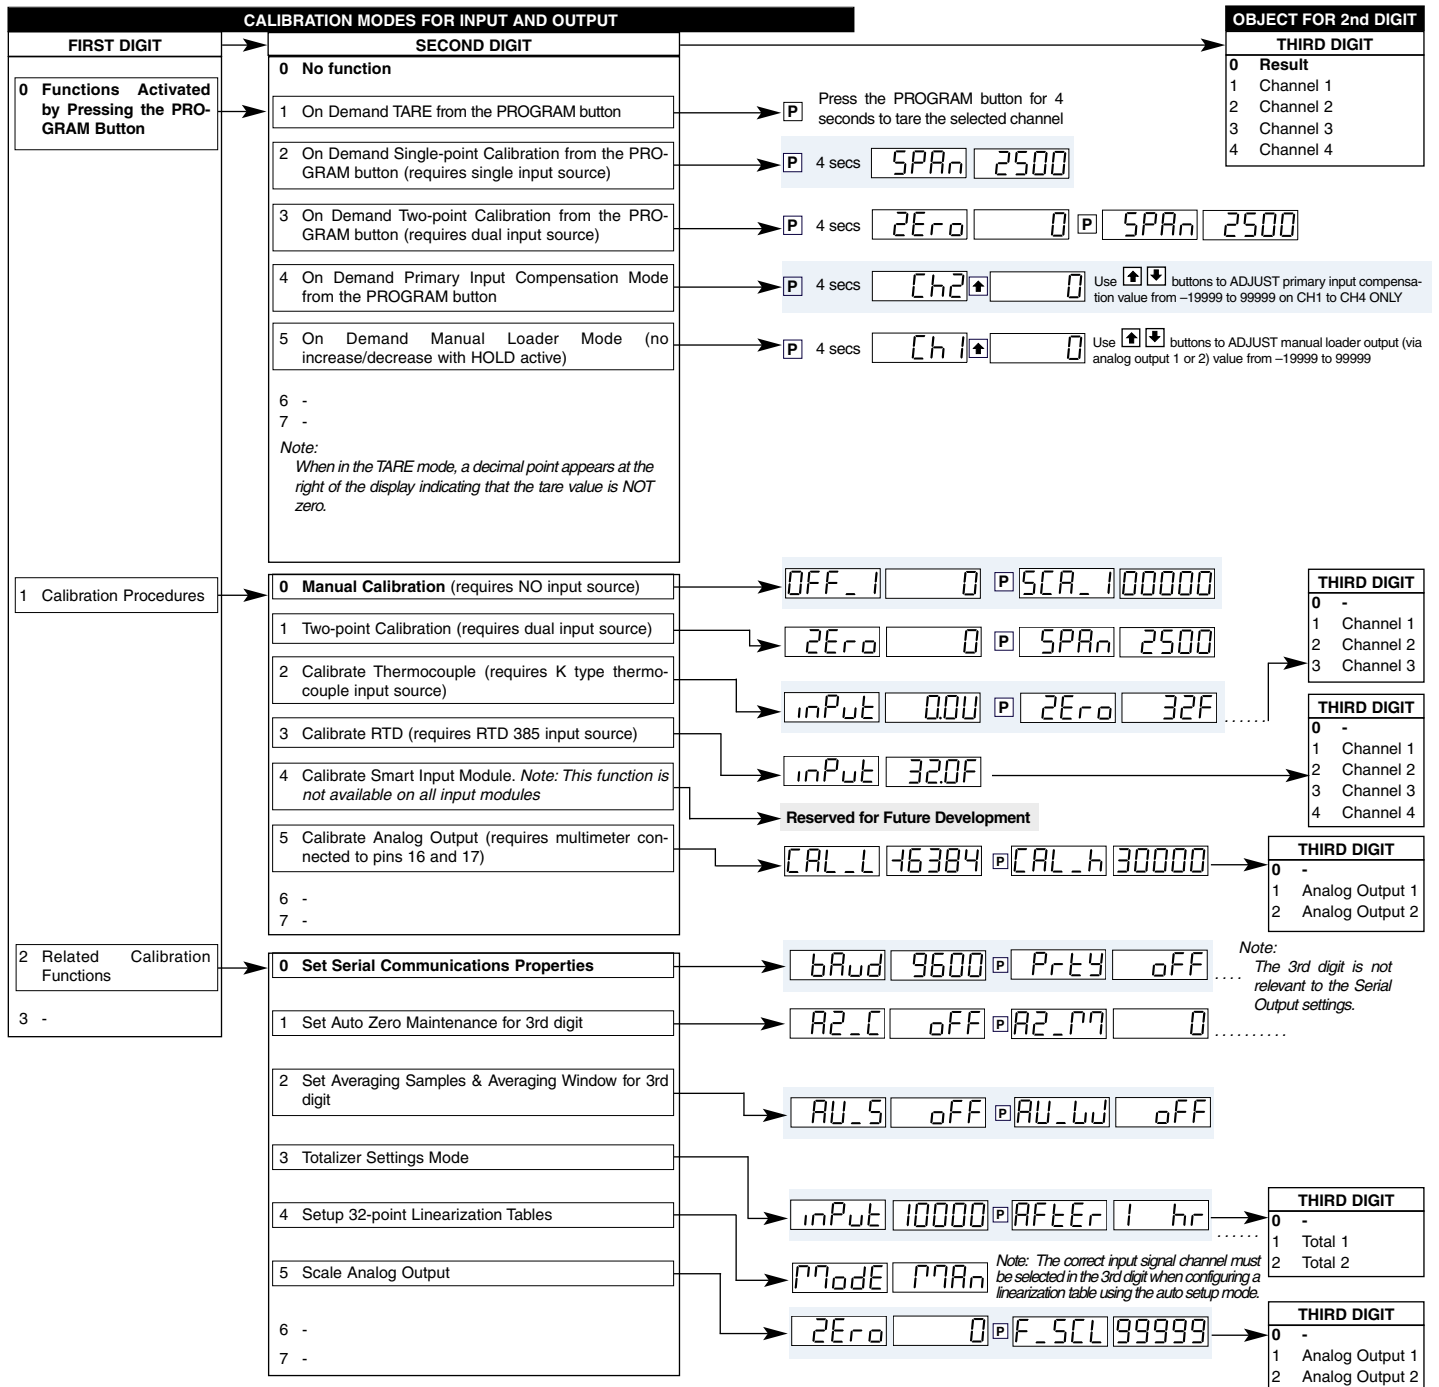 CALIBRATION MODES FOR INPUT AND OUTPUT
OBJECT FOR 2nd DIGIT
FIRST DIGIT
SECOND DIGIT
THIRD DIGIT
0 Result
1 Channel 1
2 Channel 2
3 Channel 3
4 Channel 4
0 Functions Activated
by Pressing the PRO-
GRAM Button
0 No function
1 On Demand TARE from the PROGRAM button
P
Press the PROGRAM button for 4
seconds to tare the selected channel
2 On Demand Single-point Calibration from the PRO-
GRAM button (requires single input source)
P 4 secs SPAn 2500
3 On Demand Two-point Calibration from the PRO-
GRAM button (requires dual input source)
P 4 secs ZEro 0 P SPAn 2500
4 On Demand Primary Input Compensation Mode
from the PROGRAM button
P 4 secs Ch2 0
Use buttons to ADJUST primary input compensa-
tion value from –19999 to 99999 on CH1 to CH4 ONLY
5 On Demand Manual Loader Mode (no
increase/decrease with HOLD active)
P 4 secs Ch1 0
Use buttons to ADJUST manual loader output (via
analog output 1 or 2) value from –19999 to 99999
6 -
7 -
Note:
When in the TARE mode, a decimal point appears at the
right of the display indicating that the tare value is NOT
zero.
1 Calibration Procedures
0 Manual Calibration (requires NO input source)
OFF_1 0 P SCA_1 00000
1 Two-point Calibration (requires dual input source)
ZEro 0 P SPAn 2500
2 Calibrate Thermocouple (requires K type thermo-
couple input source)
inPut 0.0U P ZEro 32F ......
THIRD DIGIT
0 -
1 Channel 1
2 Channel 2
3 Channel 3
3 Calibrate RTD (requires RTD 385 input source)
inPut 32.0F
THIRD DIGIT
0 -
1 Channel 1
2 Channel 2
3 Channel 3
4 Channel 4
4 Calibrate Smart Input Module. Note: This function is
not available on all input modules
Reserved for Future Development
5 Calibrate Analog Output (requires multimeter con-
nected to pins 16 and 17)
CAL_L -16384 P CAL_h 30000
THIRD DIGIT
0 -
1 Analog Output 1
2 Analog Output 2
6 -
7 -
2 Related Calibration
Functions
3 -
0 Set Serial Communications Properties
bAud 9600 P PrtY oFF ....
Note:
The 3rd digit is not
relevant to the Serial
Output settings.
1 Set Auto Zero Maintenance for 3rd digit
AZ_C oFF P AZ_M 0 ..........
2 Set Averaging Samples & Averaging Window for 3rd
digit
AU_S oFF P AU_W oFF
3 Totalizer Settings Mode
inPut 10000 P AFtEr 1 hr ......
THIRD DIGIT
0 -
1 Total 1
2 Total 2
4 Setup 32-point Linearization Tables
ModE MAn
Note: The correct input signal channel must
be selected in the 3rd digit when configuring a
linearization table using the auto setup mode.
5 Scale Analog Output
ZEro 0 P F_SCL 99999
THIRD DIGIT
0 -
1 Analog Output 1
2 Analog Output 2
6 -
7 -